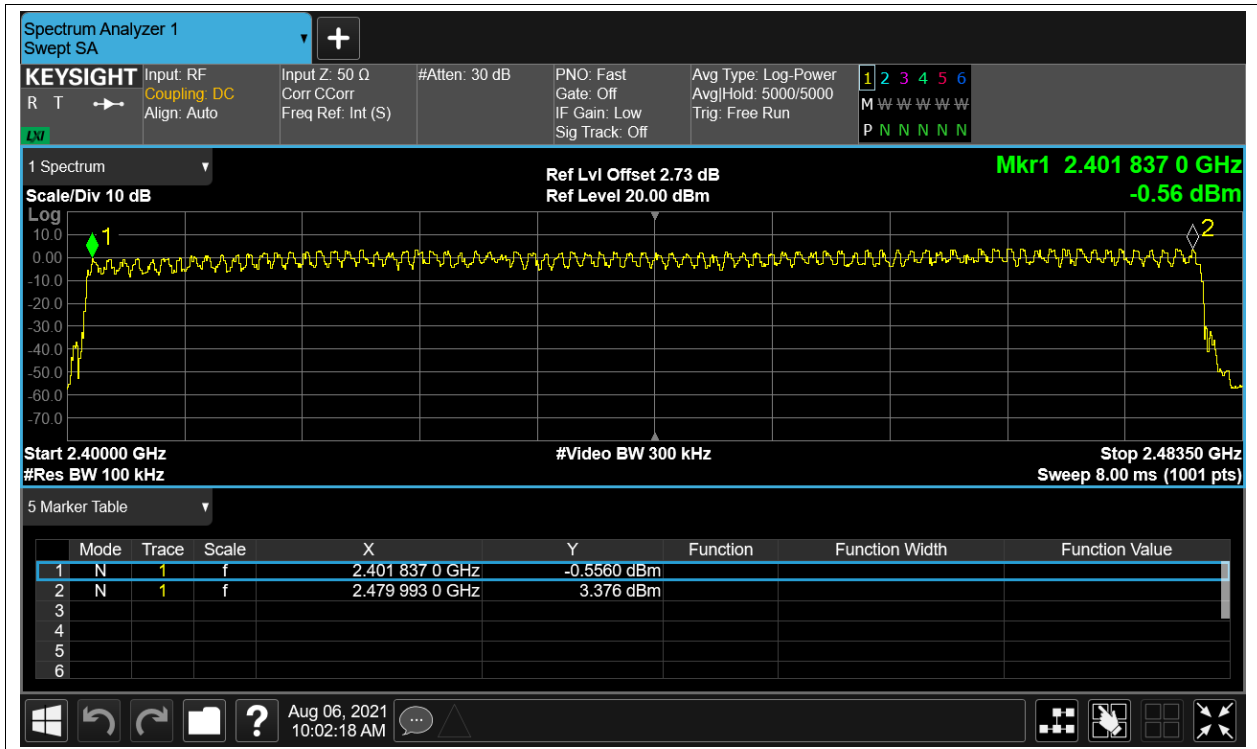 Spectrum Analyzer 1
Swept SA
KEYSIGHT
R T
LXI
Input: RF
Coupling: DC
Align: Auto
Input Z: 50 Ω
Corr CCorr
Freq Ref: Int (S)
#Atten: 30 dB
PNO: Fast
Gate: Off
IF Gain: Low
Sig Track: Off
Avg Type: Log-Power
Avg|Hold: 5000/5000
Trig: Free Run
1 2 3 4 5 6
M W W W W W
P N N N N N
1 Spectrum
Scale/Div 10 dB
Ref Lvl Offset 2.73 dB
Ref Level 20.00 dBm
Mkr1 2.401 837 0 GHz
-0.56 dBm
Log
10.0
0.00
-10.0
-20.0
-30.0
-40.0
-50.0
-60.0
-70.0
1
2
Start 2.40000 GHz
#Res BW 100 kHz
#Video BW 300 kHz
Stop 2.48350 GHz
Sweep 8.00 ms (1001 pts)
5 Marker Table
Mode Trace Scale X Y Function Function Width Function Value
1 N 1 f 2.401 837 0 GHz -0.5560 dBm
2 N 1 f 2.479 993 0 GHz 3.376 dBm
3
4
5
6
?
Aug 06, 2021
10:02:18 AM